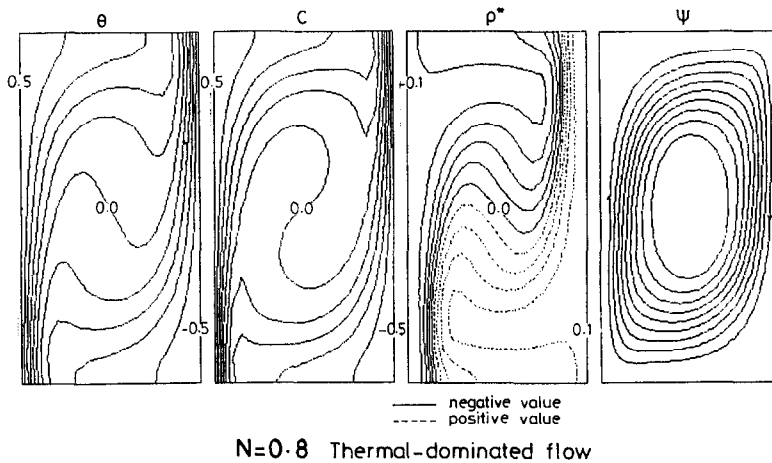 θ C ρ* Ψ
0.5 0.5 -0.1
0.0 0.0 0.0
-0.5 -0.5 0.1
negative value
positive value
N=0.8 Thermal-dominated flow